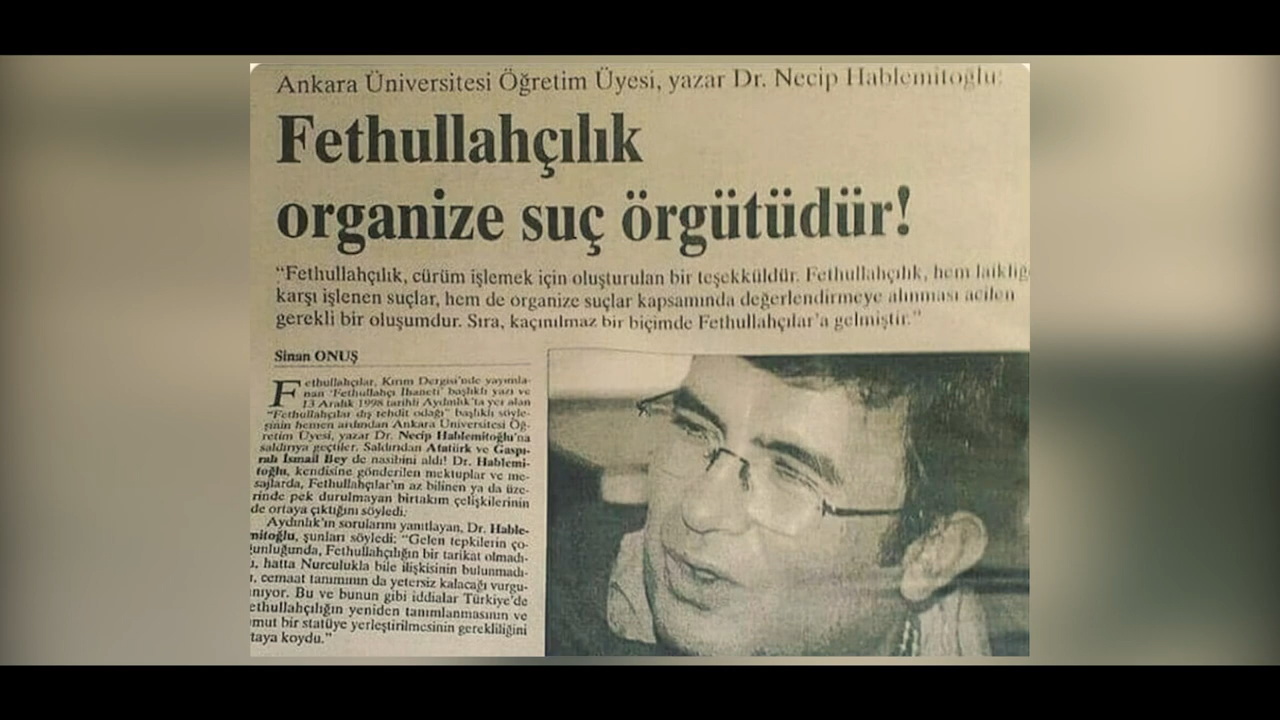 Ankara Üniversitesi Öğretim Üyesi, yazar Dr. Necip Hablemitoğlu:
Fethullahçılık
organize suç örgütüdür!
“Fethullahçılık, cürüm işlemek için oluşturulan bir teşekküldür. Fethullahçılık, hem laikliğ
karşı işlenen suçlar, hem de organize suçlar kapsamında değerlendirmeye alınması acilen
gerekli bir oluşumdur. Sıra, kaçınılmaz bir biçimde Fethullahçılar’a gelmiştir.”
Sinan ONUŞ
Fethullahçılar, Kırım Dergisi’nde yayımla-
nan ‘Fethullahçı İhaneti’ başlıklı yazı ve
13 Aralık 1998 tarihli Aydınlık’ta yer alan
“Fethullahçılar dış tehdit odağı” başlıklı söyle-
şinin hemen ardından Ankara Üniversitesi Öğ-
retim Üyesi, yazar Dr. Necip Hablemitoğlu’na
saldırıya geçtiler. Saldırıdan Atatürk ve Gaspı-
ralı İsmail Bey de nasibini aldı! Dr. Hablemi-
toğlu, kendisine gönderilen mektuplar ve me-
sajlarda, Fethullahçılar’ın az bilinen ya da üze-
rinde pek durulmayan birtakım çelişkilerinin
de ortaya çıktığını söyledi.
Aydınlık’ın sorularını yanıtlayan, Dr. Hable-
mitoğlu, şunları söyledi: “Gelen tepkilerin ço-
ğunluğunda, Fethullahçılığın bir tarikat olmadı-
, hatta Nurculukla bile ilişkisinin bulunmadı-
, cemaat tanımının da yetersiz kalacağı vurgu-
nıyor. Bu ve bunun gibi iddialar Türkiye’de
ethullahçılığın yeniden tanımlanmasının ve
mut bir statüye yerleştirilmesinin gerekliliğini
taya koydu.”